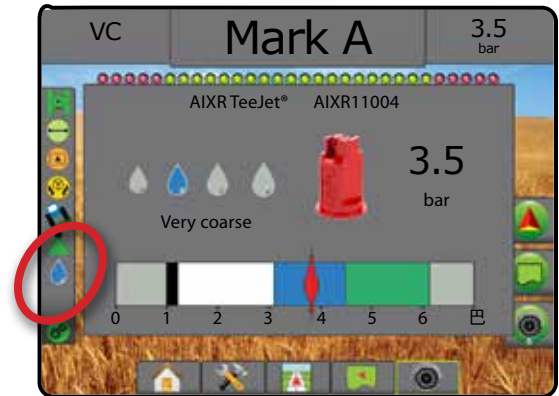 VC Mark A 3.5
bar
AIXR TeeJet® AIXR11004
3.5
bar
Very coarse
0 1 2 3 4 5 6 巴